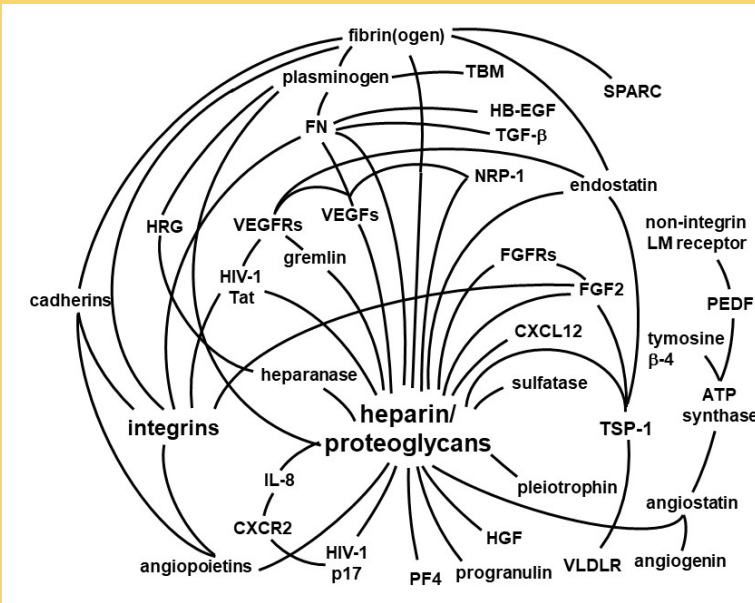 fibrin(ogen)
plasminogen
TBM
SPARC
HB-EGF
FN
TGF-β
NRP-1
endostatin
HRG
VEGFRs
VEGFs
non-integrin
LM receptor
gremlin
FGFRs
HIV-1
Tat
FGF2
cadherins
PEDF
CXCL12
tymosine
β-4
heparanase
sulfatase
ATP
synthase
heparin/
proteoglycans
integrins
TSP-1
IL-8
pleiotrophin
angiostatin
CXCR2
HGF
HIV-1
p17
angiopoietins
PF4
progranulin
VLDLR
angiogenin